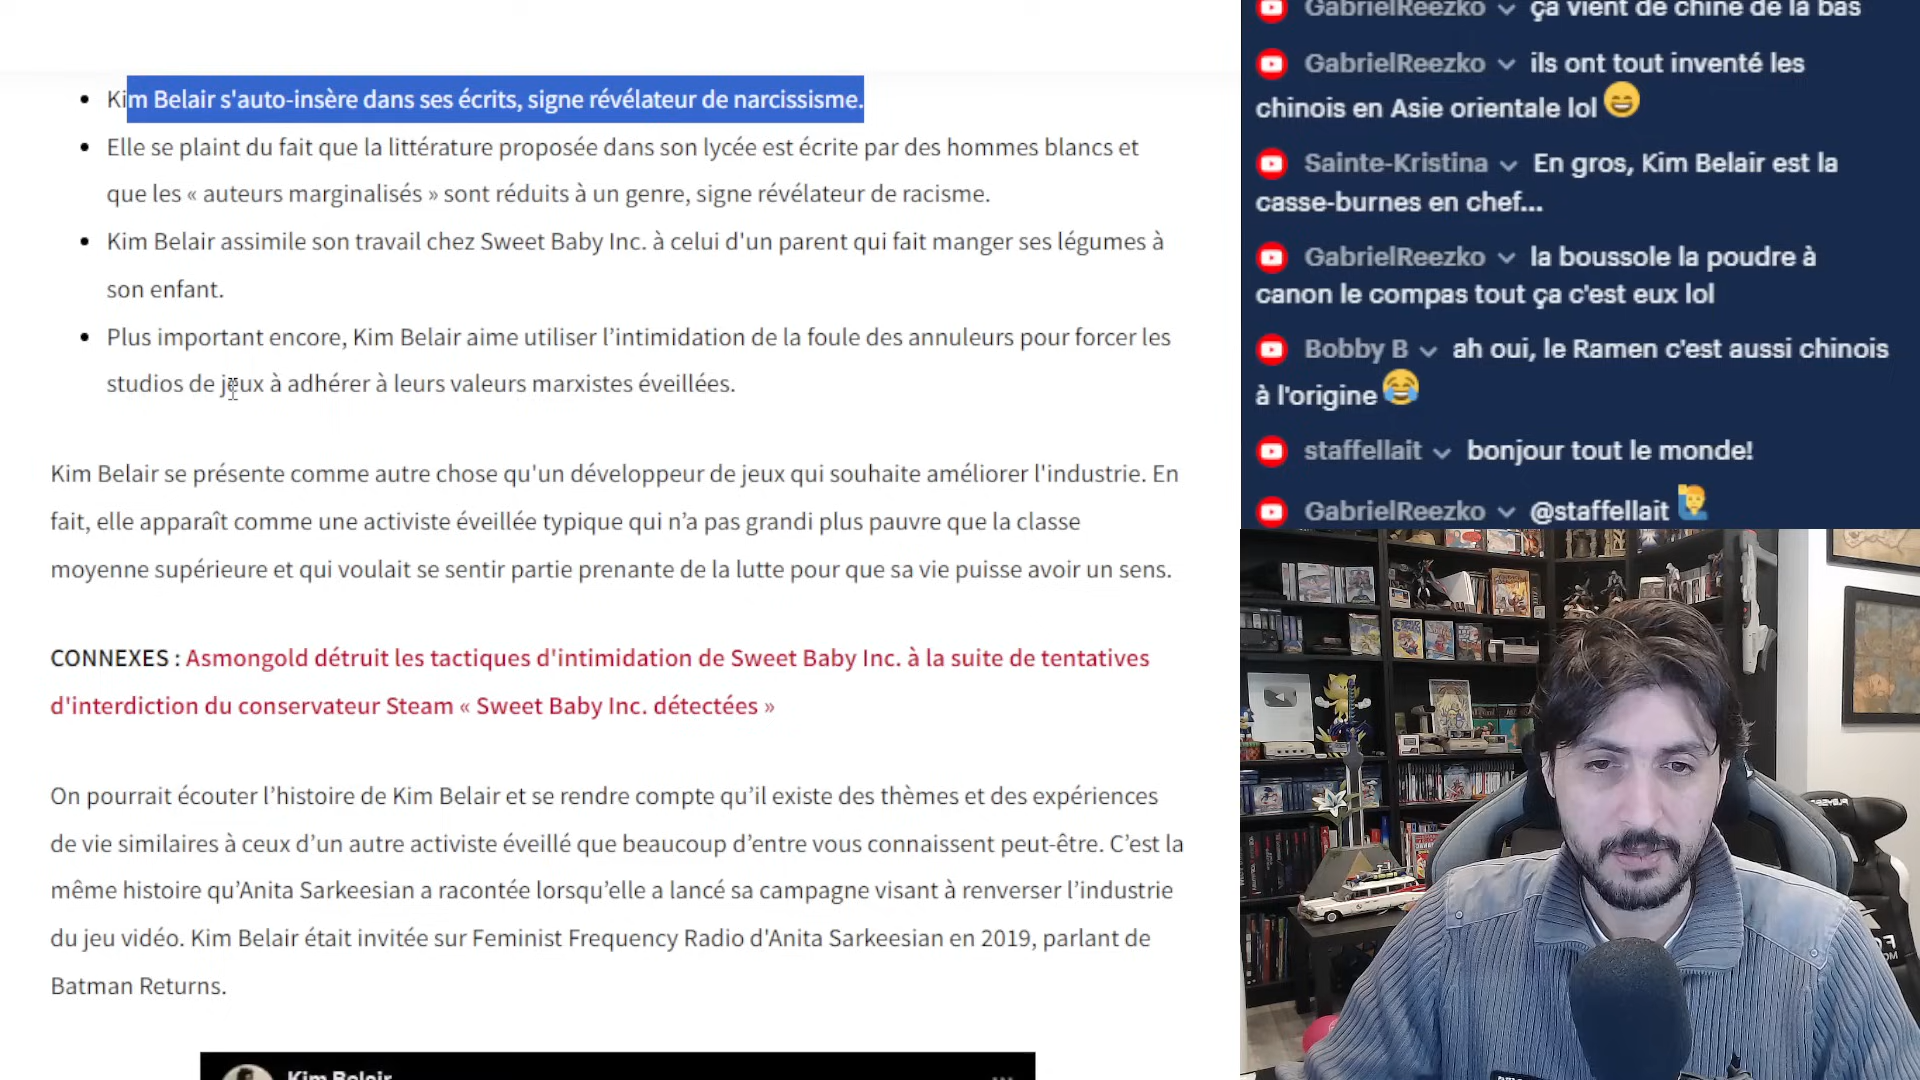 Kim Belair s'auto-insère dans ses écrits, signe révélateur de narcissisme.
Elle se plaint du fait que la littérature proposée dans son lycée est écrite par des hommes blancs et
que les « auteurs marginalisés » sont réduits à un genre, signe révélateur de racisme.
Kim Belair assimile son travail chez Sweet Baby Inc. à celui d'un parent qui fait manger ses légumes à
son enfant.
Plus important encore, Kim Belair aime utiliser l’intimidation de la foule des annuleurs pour forcer les
studios de jeux à adhérer à leurs valeurs marxistes éveillées.
Kim Belair se présente comme autre chose qu'un développeur de jeux qui souhaite améliorer l'industrie. En
fait, elle apparaît comme une activiste éveillée typique qui n’a pas grandi plus pauvre que la classe
moyenne supérieure et qui voulait se sentir partie prenante de la lutte pour que sa vie puisse avoir un sens.
CONNEXES : Asmongold détruit les tactiques d'intimidation de Sweet Baby Inc. à la suite de tentatives
d'interdiction du conservateur Steam « Sweet Baby Inc. détectées »
On pourrait écouter l’histoire de Kim Belair et se rendre compte qu’il existe des thèmes et des expériences
de vie similaires à ceux d’un autre activiste éveillé que beaucoup d’entre vous connaissent peut-être. C’est la
même histoire qu’Anita Sarkeesian a racontée lorsqu’elle a lancé sa campagne visant à renverser l’industrie
du jeu vidéo. Kim Belair était invitée sur Feminist Frequency Radio d'Anita Sarkeesian en 2019, parlant de
Batman Returns.
Kim Belair
GabrielReezko ça vient de chine de la bas
GabrielReezko ils ont tout inventé les
chinois en Asie orientale lol
Sainte-Kristina En gros, Kim Belair est la
casse-burnes en chef...
GabrielReezko la boussole la poudre à
canon le compas tout ça c'est eux lol
Bobby B ah oui, le Ramen c'est aussi chinois
à l'origine
staffellait bonjour tout le monde!
GabrielReezko @staffellait